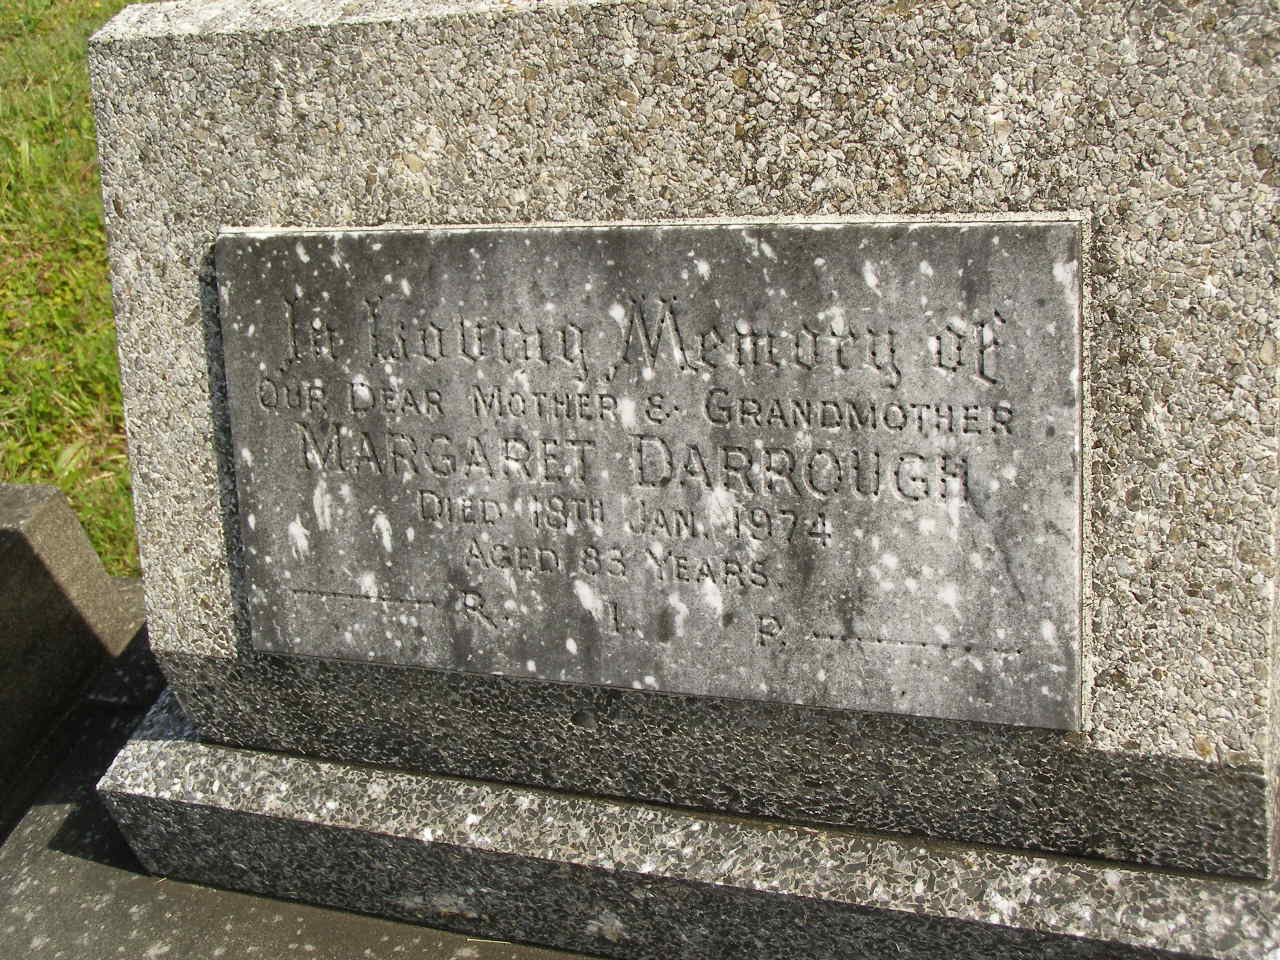 In Loving Memory of
OUR DEAR MOTHER & GRANDMOTHER
MARGARET DARROUGH
DIED 18TH JAN. 1974
AGED 83 YEARS.
R. I. P.